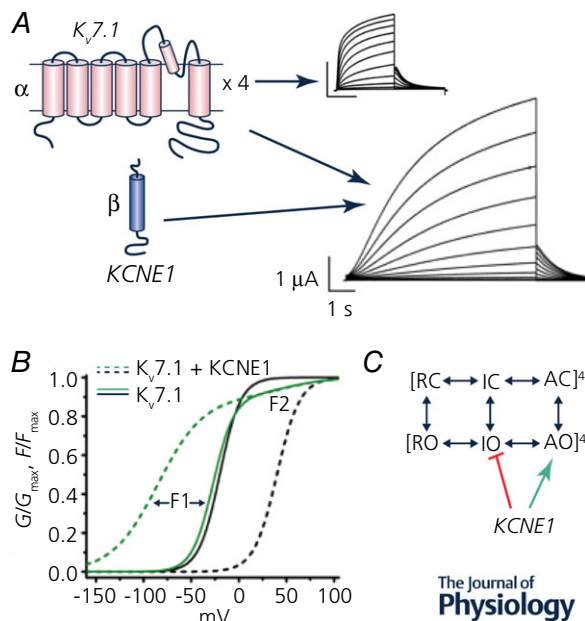 A
Kv7.1
α
x 4
β
KCNE1
1 μA
1 s
B
Kv7.1 + KCNE1
Kv7.1
F2
F1
G/Gmax, F/Fmax
1.0
0.8
0.6
0.4
0.2
0.0
-150 -100 -50 0 50 100
mV
C
[RC IC AC]4
[RO IO AO]4
KCNE1
The Journal of
Physiology